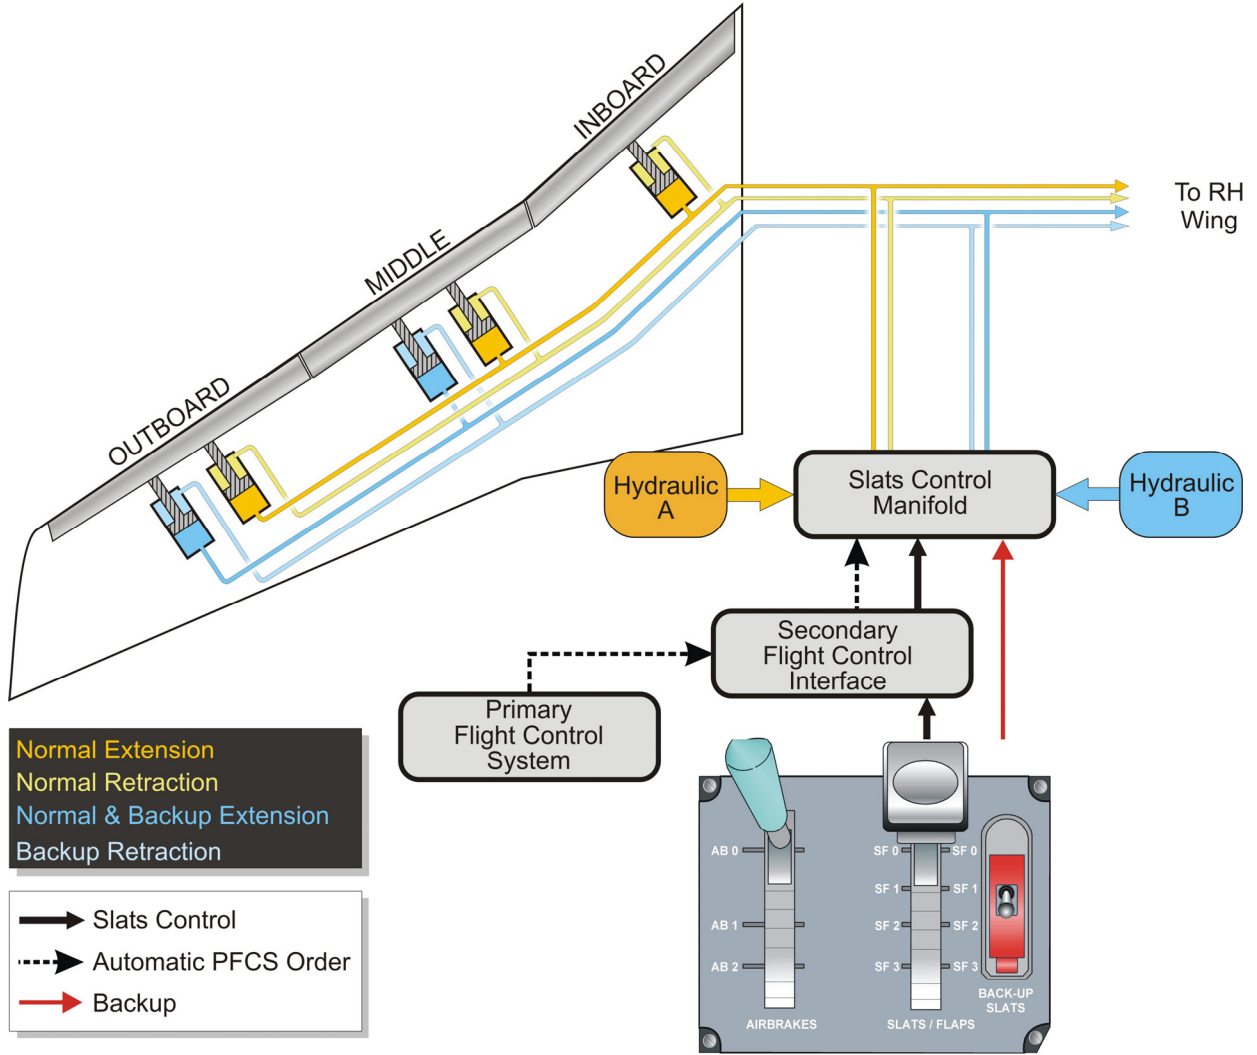 INBOARD
MIDDLE
OUTBOARD
To RH
Wing
Hydraulic
A
Slats Control
Manifold
Hydraulic
B
Secondary
Flight Control
Interface
Primary
Flight Control
System
Normal Extension
Normal Retraction
Normal & Backup Extension
Backup Retraction
Slats Control
Automatic PFCS Order
Backup
AB 0
AB 1
AB 2
AIRBRAKES
SF 0 SF 0
SF 1 SF 1
SF 2 SF 2
SF 3 SF 3
SLATS / FLAPS
BACK-UP
SLATS